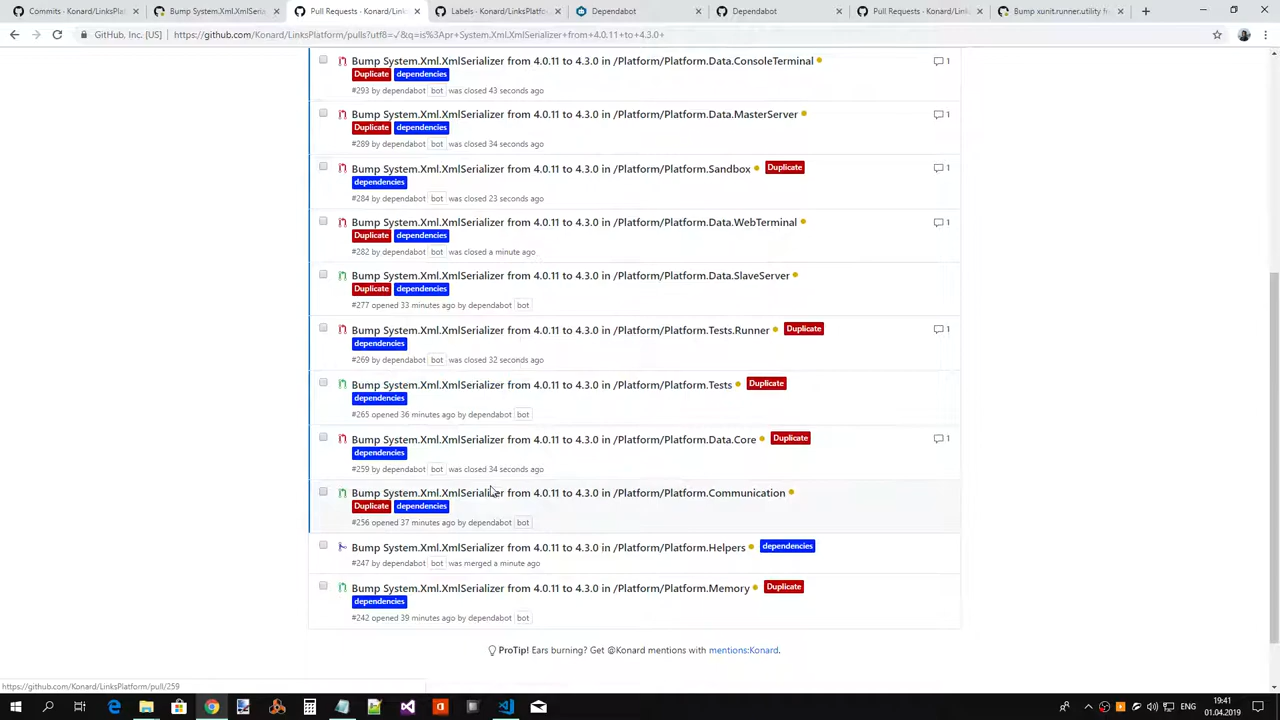 Commits · Konard/LinksPlatform
Bump System.Xml.XmlSeria
Pull Requests · Konard/Links
Labels · Konard/LinksPlatform
Dependabot
Dependabot
Pull Requests · Konard/Links
Bump xunit.runner.utility from
GitHub, Inc. [US] | https://github.com/Konard/LinksPlatform/pulls?utf8=√&q=is%3Apr+System.Xml.XmlSerializer+from+4.0.11+to+4.3.0+
Bump System.Xml.XmlSerializer from 4.0.11 to 4.3.0 in /Platform/Platform.Data.ConsoleTerminal
1
Duplicate dependencies
#293 by dependabot bot was closed 43 seconds ago
Bump System.Xml.XmlSerializer from 4.0.11 to 4.3.0 in /Platform/Platform.Data.MasterServer
1
Duplicate dependencies
#289 by dependabot bot was closed 34 seconds ago
Bump System.Xml.XmlSerializer from 4.0.11 to 4.3.0 in /Platform/Platform.Sandbox Duplicate
1
dependencies
#284 by dependabot bot was closed 23 seconds ago
Bump System.Xml.XmlSerializer from 4.0.11 to 4.3.0 in /Platform/Platform.Data.WebTerminal
1
Duplicate dependencies
#282 by dependabot bot was closed a minute ago
Bump System.Xml.XmlSerializer from 4.0.11 to 4.3.0 in /Platform/Platform.Data.SlaveServer
Duplicate dependencies
#277 opened 33 minutes ago by dependabot bot
Bump System.Xml.XmlSerializer from 4.0.11 to 4.3.0 in /Platform/Platform.Tests.Runner Duplicate
1
dependencies
#269 by dependabot bot was closed 32 seconds ago
Bump System.Xml.XmlSerializer from 4.0.11 to 4.3.0 in /Platform/Platform.Tests Duplicate
dependencies
#265 opened 36 minutes ago by dependabot bot
Bump System.Xml.XmlSerializer from 4.0.11 to 4.3.0 in /Platform/Platform.Data.Core Duplicate
1
dependencies
#259 by dependabot bot was closed 34 seconds ago
Bump System.Xml.XmlSerializer from 4.0.11 to 4.3.0 in /Platform/Platform.Communication
Duplicate dependencies
#256 opened 37 minutes ago by dependabot bot
Bump System.Xml.XmlSerializer from 4.0.11 to 4.3.0 in /Platform/Platform.Helpers dependencies
#247 by dependabot bot was merged a minute ago
Bump System.Xml.XmlSerializer from 4.0.11 to 4.3.0 in /Platform/Platform.Memory Duplicate
dependencies
#242 opened 39 minutes ago by dependabot bot
ProTip! Ears burning? Get @Konard mentions with mentions:Konard.
https://github.com/Konard/LinksPlatform/pull/259
ENG
19:41
01.04.2019